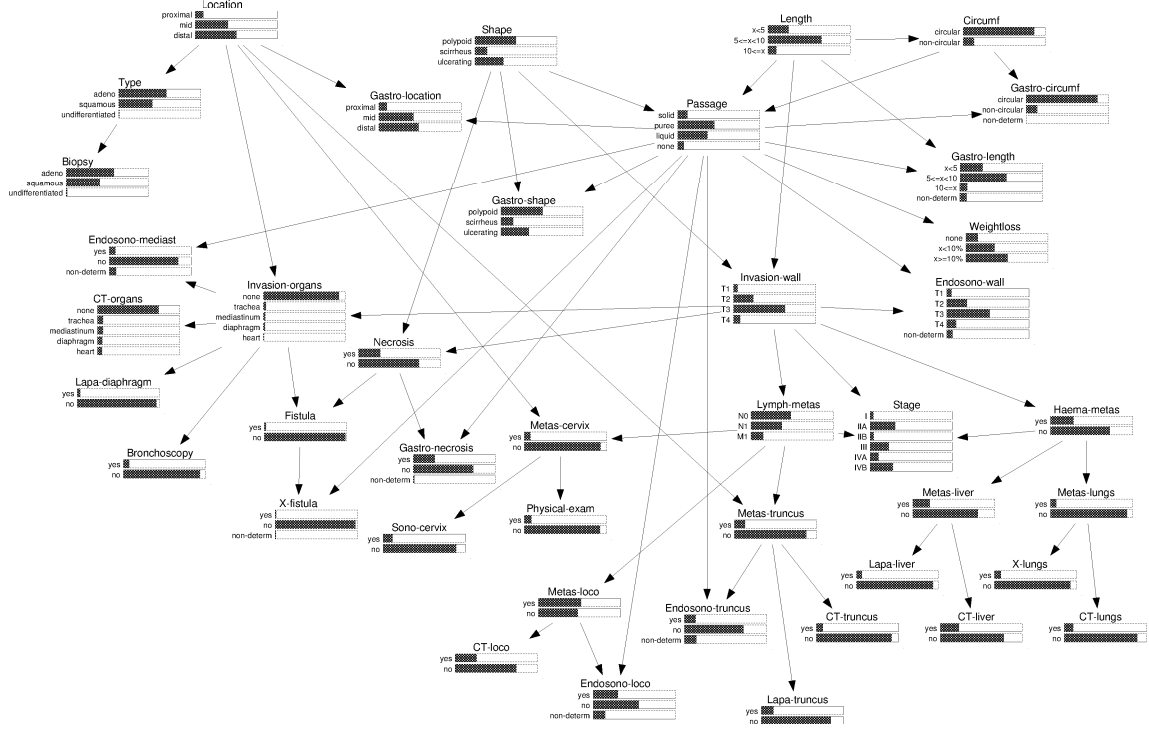 Location
proximal
mid
distal
Shape
polypoid
scirrheus
ulcerating
Length
x<5
5<=x<10
10<=x
Circumf
circular
non-circular
Type
adeno
squamous
undifferentiated
Gastro-location
proximal
mid
distal
Passage
solid
puree
liquid
none
Gastro-circumf
circular
non-circular
non-determ
Biopsy
adeno
squamous
undifferentiated
Gastro-length
x<5
5<=x<10
10<=x
non-determ
Gastro-shape
polypoid
scirrheus
ulcerating
Weightloss
none
x<10%
x>=10%
Endosono-mediast
yes
no
non-determ
Invasion-organs
none
trachea
mediastinum
diaphragm
heart
Invasion-wall
T1
T2
T3
T4
Endosono-wall
T1
T2
T3
T4
non-determ
CT-organs
none
trachea
mediastinum
diaphragm
heart
Necrosis
yes
no
Lapa-diaphragm
yes
no
Fistula
yes
no
Metas-cervix
yes
no
Lymph-metas
N0
N1
M1
Stage
I
IIA
IIB
III
IVA
IVB
Haema-metas
yes
no
Bronchoscopy
yes
no
Gastro-necrosis
yes
no
non-determ
X-fistula
yes
no
non-determ
Sono-cervix
yes
no
Physical-exam
yes
no
Metas-truncus
yes
no
Metas-liver
yes
no
Metas-lungs
yes
no
Lapa-liver
yes
no
X-lungs
yes
no
Metas-loco
yes
no
Endosono-truncus
yes
no
non-determ
CT-truncus
yes
no
CT-liver
yes
no
CT-lungs
yes
no
CT-loco
yes
no
Endosono-loco
yes
no
non-determ
Lapa-truncus
yes
no